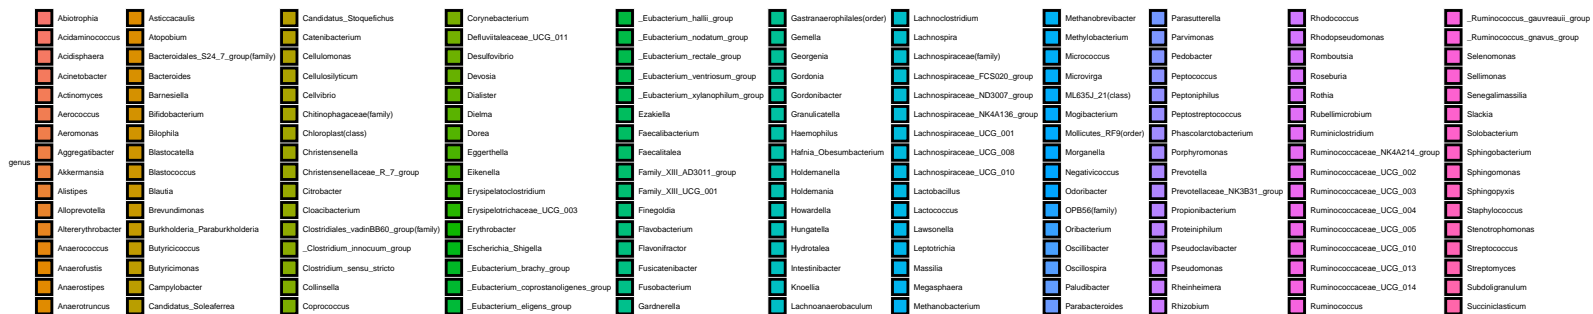 genus
Abiotrophia
Acidaminococcus
Acidisphaera
Acinetobacter
Actinomyces
Aerococcus
Aeromonas
Aggregatibacter
Akkermansia
Alistipes
Alloprevotella
Altererythrobacter
Anaerococcus
Anaerofustis
Anaerostipes
Anaerotruncus
Asticcacaulis
Atopobium
Bacteroidales_S24_7_group(family)
Bacteroides
Barnesiella
Bifidobacterium
Bilophila
Blastocatella
Blastococcus
Blautia
Brevundimonas
Burkholderia_Paraburkholderia
Butyricicoccus
Butyricimonas
Campylobacter
Candidatus_Soleaferrea
Candidatus_Stoquefichus
Catenibacterium
Cellulomonas
Cellulosilyticum
Cellvibrio
Chitinophagaceae(family)
Chloroplast(class)
Christensenella
Christensenellaceae_R_7_group
Citrobacter
Cloacibacterium
Clostridiales_vadinBB60_group(family)
_Clostridium_innocuum_group
Clostridium_sensu_stricto
Collinsella
Coprococcus
Corynebacterium
Defluviitaleaceae_UCG_011
Desulfovibrio
Devosia
Dialister
Dielma
Dorea
Eggerthella
Eikenella
Erysipelatoclostridium
Erysipelotrichaceae_UCG_003
Erythrobacter
Escherichia_Shigella
_Eubacterium_brachy_group
_Eubacterium_coprostanoligenes_group
_Eubacterium_eligens_group
_Eubacterium_hallii_group
_Eubacterium_nodatum_group
_Eubacterium_rectale_group
_Eubacterium_ventriosum_group
_Eubacterium_xylanophilum_group
Ezakiella
Faecalibacterium
Faecalitalea
Family_XIII_AD3011_group
Family_XIII_UCG_001
Finegoldia
Flavobacterium
Flavonifractor
Fusicatenibacter
Fusobacterium
Gardnerella
Gastranaerophilales(order)
Gemella
Georgenia
Gordonia
Gordonibacter
Granulicatella
Haemophilus
Hafnia_Obesumbacterium
Holdemanella
Holdemania
Howardella
Hungatella
Hydrotalea
Intestinibacter
Knoellia
Lachnoanaerobaculum
Lachnoclostridium
Lachnospira
Lachnospiraceae(family)
Lachnospiraceae_FCS020_group
Lachnospiraceae_ND3007_group
Lachnospiraceae_NK4A136_group
Lachnospiraceae_UCG_001
Lachnospiraceae_UCG_008
Lachnospiraceae_UCG_010
Lactobacillus
Lactococcus
Lawsonella
Leptotrichia
Massilia
Megasphaera
Methanobacterium
Methanobrevibacter
Methylobacterium
Micrococcus
Microvirga
ML635J_21(class)
Mogibacterium
Mollicutes_RF9(order)
Morganella
Negativicoccus
Odoribacter
OPB56(family)
Oribacterium
Oscillibacter
Oscillospira
Paludibacter
Parabacteroides
Parasutterella
Parvimonas
Pedobacter
Peptococcus
Peptoniphilus
Peptostreptococcus
Phascolarctobacterium
Porphyromonas
Prevotella
Prevotellaceae_NK3B31_group
Propionibacterium
Proteiniphilum
Pseudoclavibacter
Pseudomonas
Rheinheimera
Rhizobium
Rhodococcus
Rhodopseudomonas
Romboutsia
Roseburia
Rothia
Rubellimicrobium
Ruminiclostridium
Ruminococcaceae_NK4A214_group
Ruminococcaceae_UCG_002
Ruminococcaceae_UCG_003
Ruminococcaceae_UCG_004
Ruminococcaceae_UCG_005
Ruminococcaceae_UCG_010
Ruminococcaceae_UCG_013
Ruminococcaceae_UCG_014
Ruminococcus
_Ruminococcus_gauvreauii_group
_Ruminococcus_gnavus_group
Selenomonas
Sellimonas
Senegalimassilia
Slackia
Solobacterium
Sphingobacterium
Sphingomonas
Sphingopyxis
Staphylococcus
Stenotrophomonas
Streptococcus
Streptomyces
Subdoligranulum
Succiniclasticum